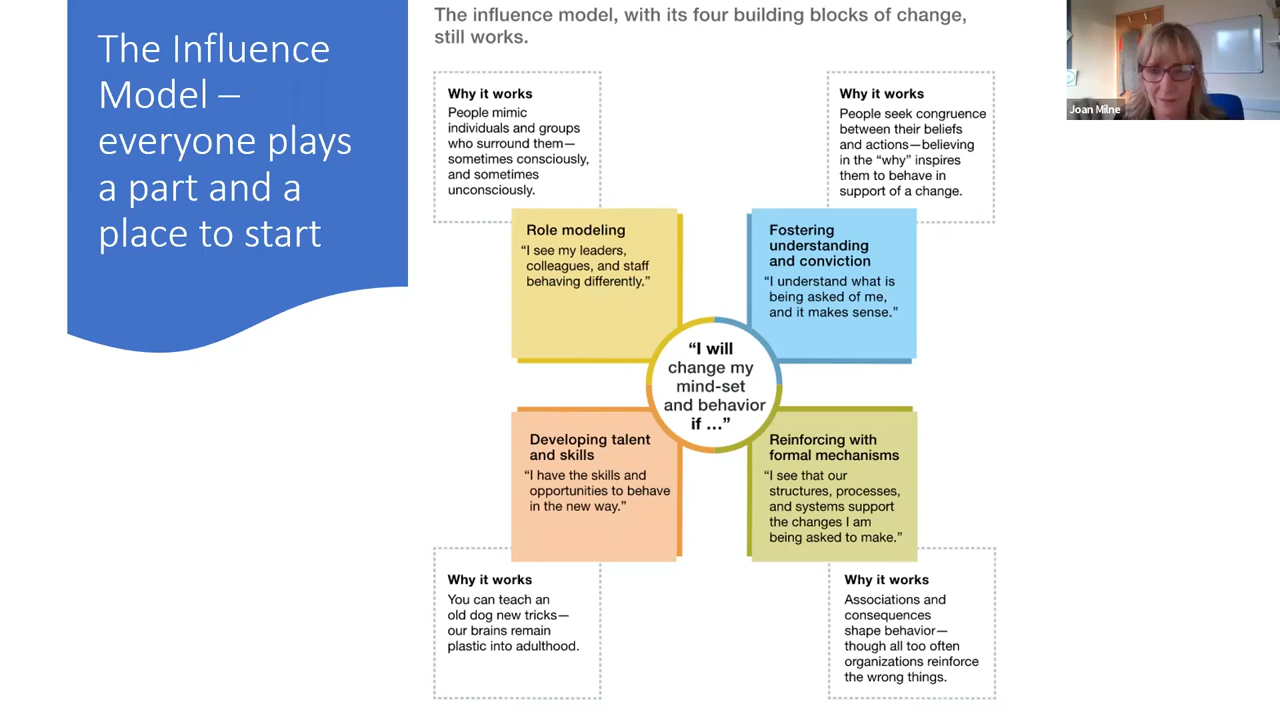 The Influence
Model –
everyone plays
a part and a
place to start
The influence model, with its four building blocks of change,
still works.
Why it works
People mimic
individuals and groups
who surround them—
sometimes consciously,
and sometimes
unconsciously.
Why it works
People seek congruence
between their beliefs
and actions—believing
in the “why” inspires
them to behave in
support of a change.
Role modeling
“I see my leaders,
colleagues, and staff
behaving differently.”
Fostering
understanding
and conviction
“I understand what is
being asked of me,
and it makes sense.”
“I will
change my
mind-set
and behavior
if ...”
Developing talent
and skills
“I have the skills and
opportunities to behave
in the new way.”
Reinforcing with
formal mechanisms
“I see that our
structures, processes,
and systems support
the changes I am
being asked to make.”
Why it works
You can teach an
old dog new tricks—
our brains remain
plastic into adulthood.
Why it works
Associations and
consequences
shape behavior—
though all too often
organizations reinforce
the wrong things.
Joan Milne